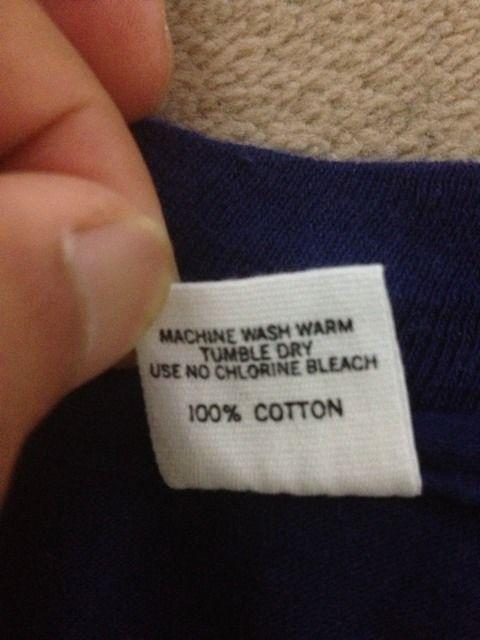 MACHINE WASH WARM
TUMBLE DRY
USE NO CHLORINE BLEACH
100% COTTON